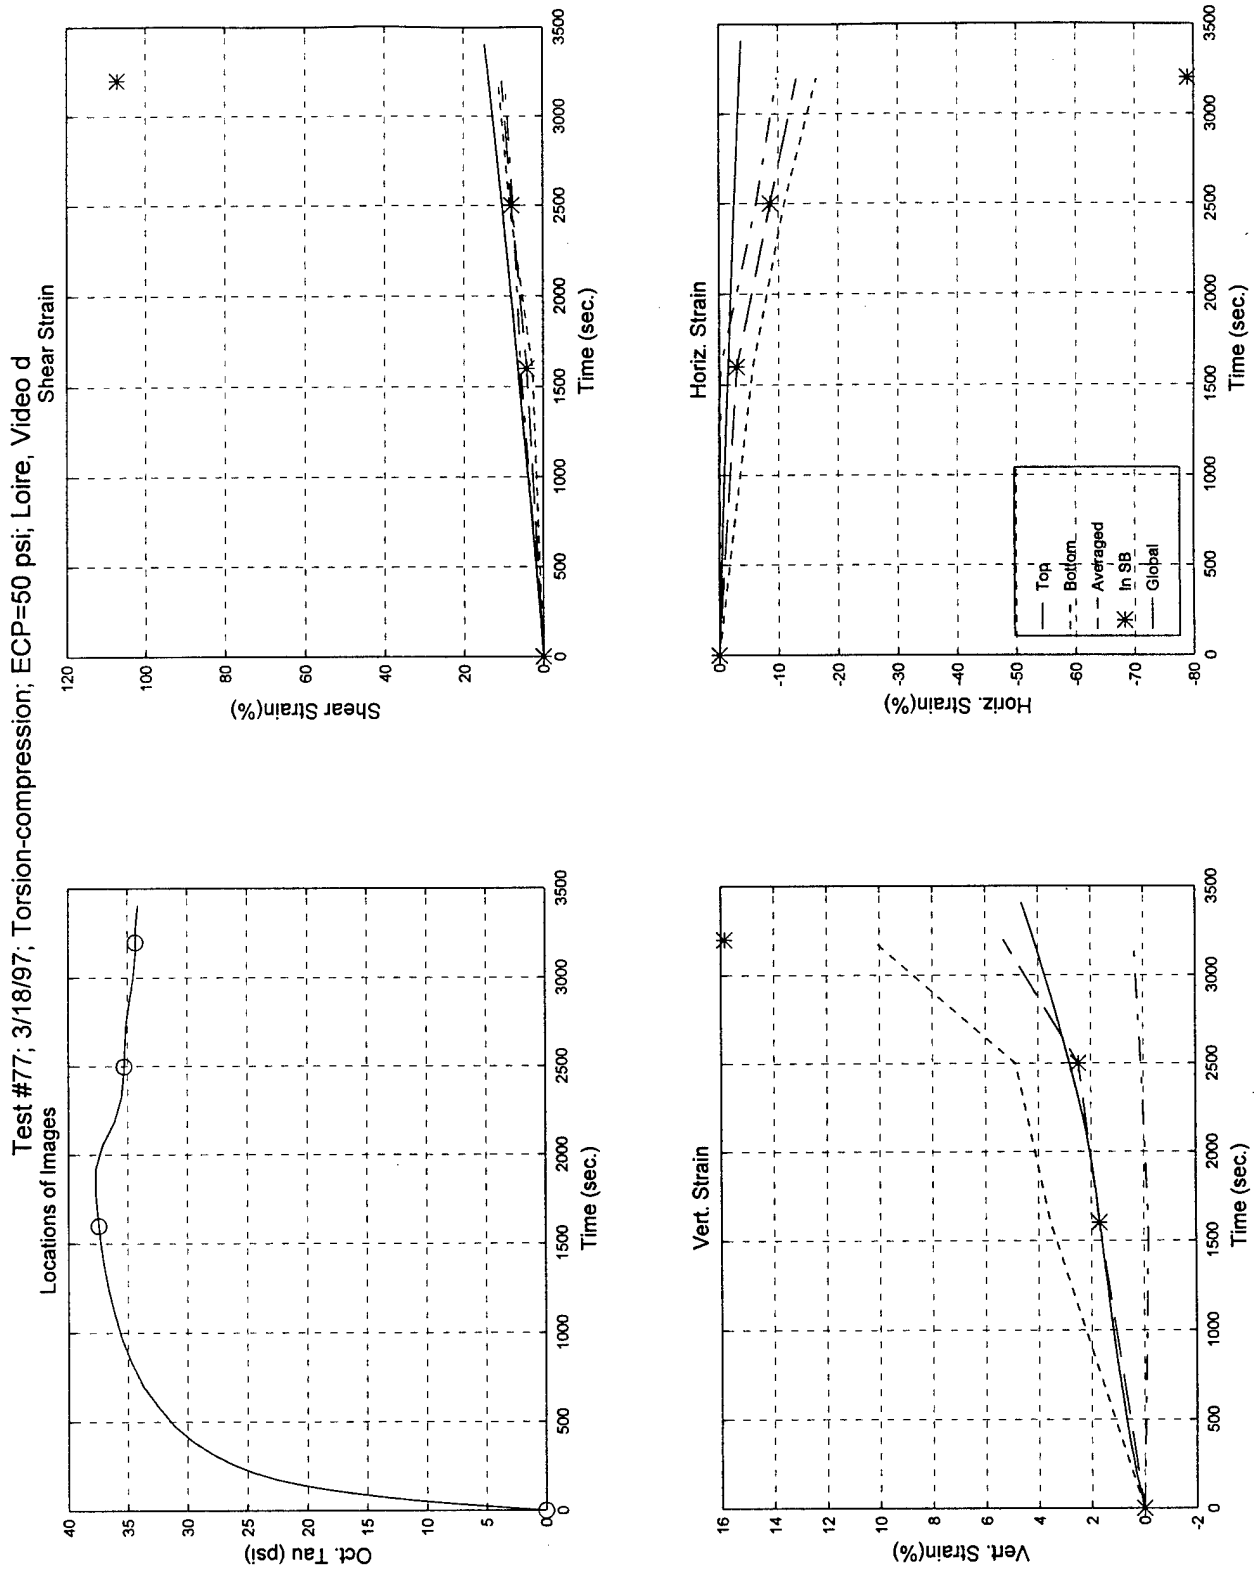 Test #77; 3/18/97; Torsion-compression; ECP=50 psi; Loire, Video d
Locations of Images
40
35
30
25
20
15
10
5
0
Oct. Tau (psi)
0 500 1000 1500 2000 2500 3000 3500
Time (sec.)
Shear Strain
120
100
80
60
40
20
0
Shear Strain(%)
0 500 1000 1500 2000 2500 3000 3500
Time (sec.)
Vert. Strain
16
14
12
10
8
6
4
2
0
-2
Vert. Strain(%)
0 500 1000 1500 2000 2500 3000 3500
Time (sec.)
Horiz. Strain
0
-10
-20
-30
-40
-50
-60
-70
-80
Horiz. Strain(%)
0 500 1000 1500 2000 2500 3000 3500
Time (sec.)
Top
Bottom
Averaged
In SB
Global